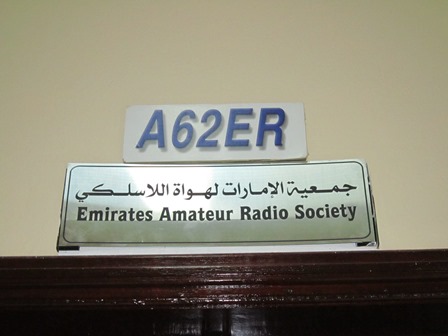 A62ER
جمعية الإمارات لهواة اللاسلكي
Emirates Amateur Radio Society